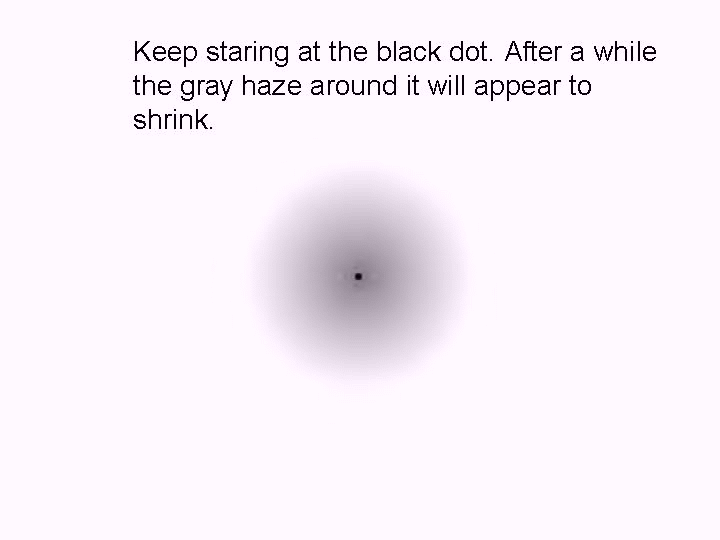 Keep staring at the black dot. After a while
the gray haze around it will appear to
shrink.